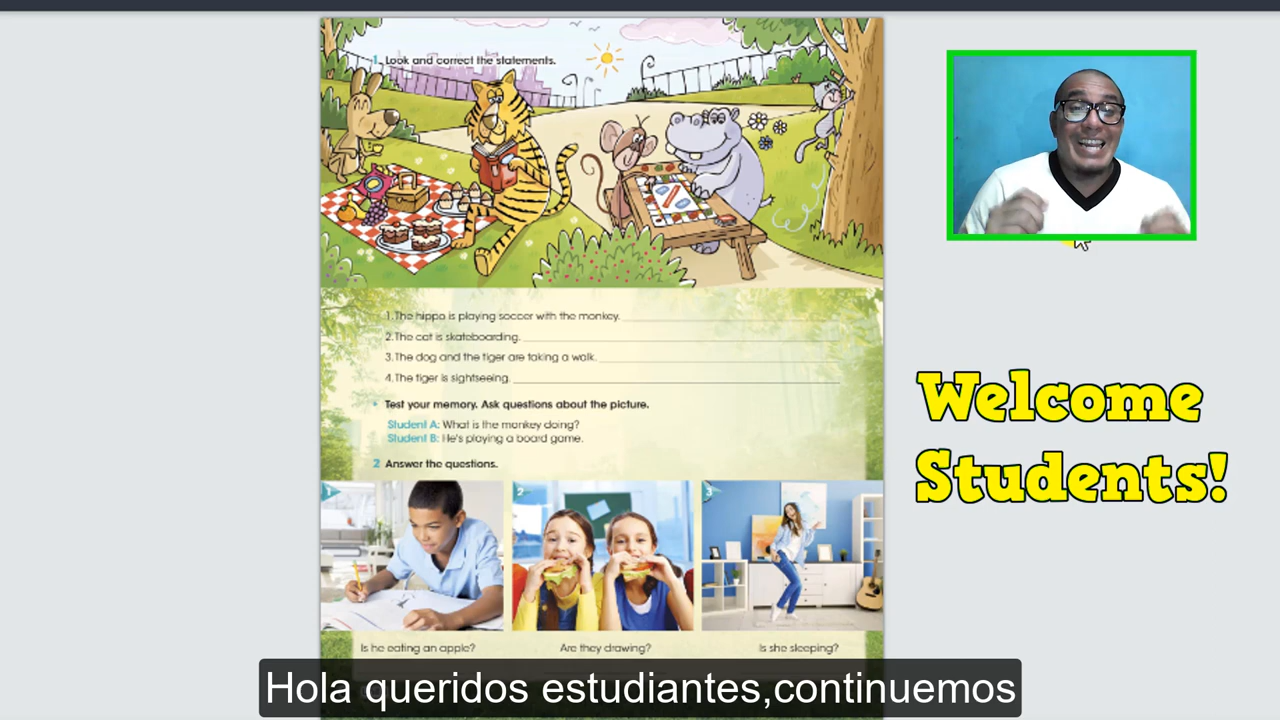 1 Look and correct the statements.
1.The hippo is playing soccer with the monkey.
2.The cat is skateboarding.
3.The dog and the tiger are taking a walk.
4.The tiger is sightseeing.
Test your memory. Ask questions about the picture.
Student A: What is the monkey doing?
Student B: He's playing a board game.
2 Answer the questions.
1 2 3
Is he eating an apple? Are they drawing? Is she sleeping?
Welcome
Students!
Hola queridos estudiantes,continuemos